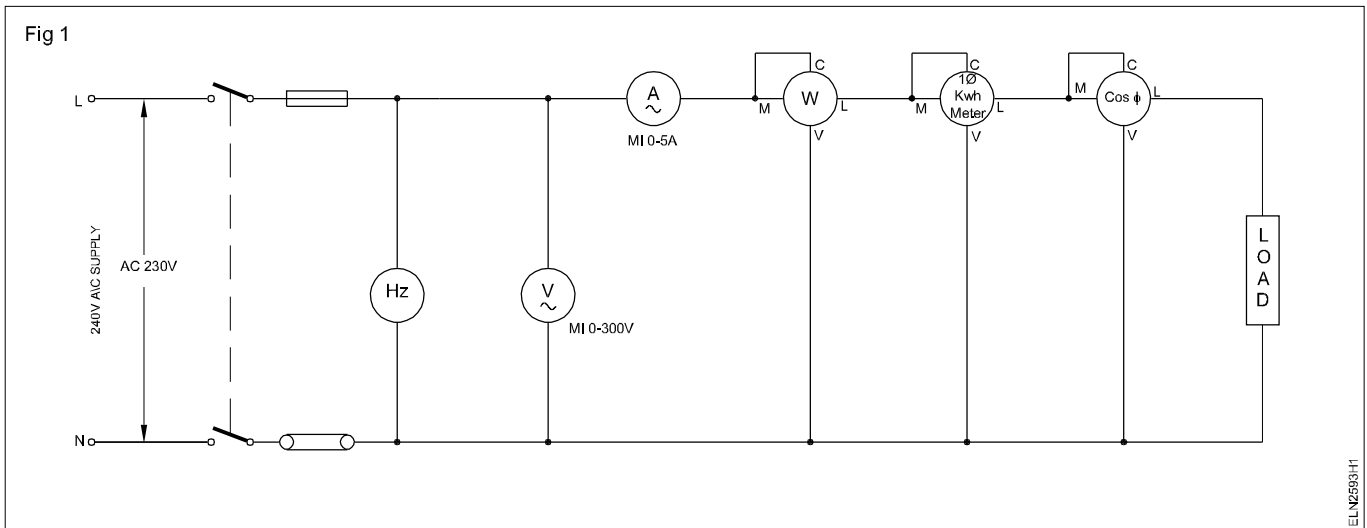 Fig 1
L
N
240V A\C SUPPLY
AC 230V
Hz
V
MI 0-300V
A
MI 0-5A
M
C
W
L
V
M
C
1Ø
Kwh
Meter
L
V
M
C
Cos ϕ
L
V
L
O
A
D
ELN2593H1